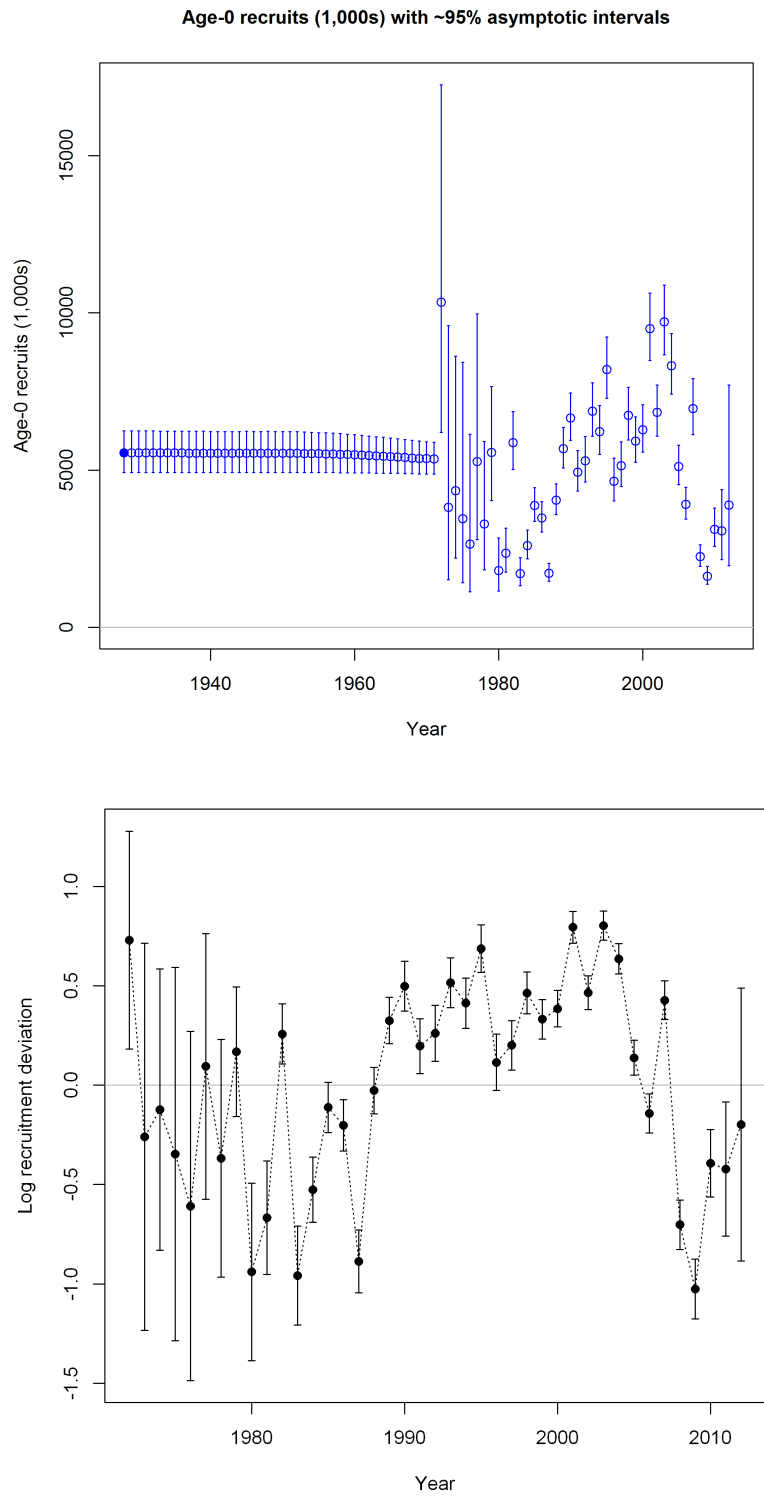 Age-0 recruits (1,000s) with ~95% asymptotic intervals
Age-0 recruits (1,000s)
15000
10000
5000
0
1940 1960 1980 2000
Year
Log recruitment deviation
1.0
0.5
0.0
-0.5
-1.0
-1.5
1980 1990 2000 2010
Year